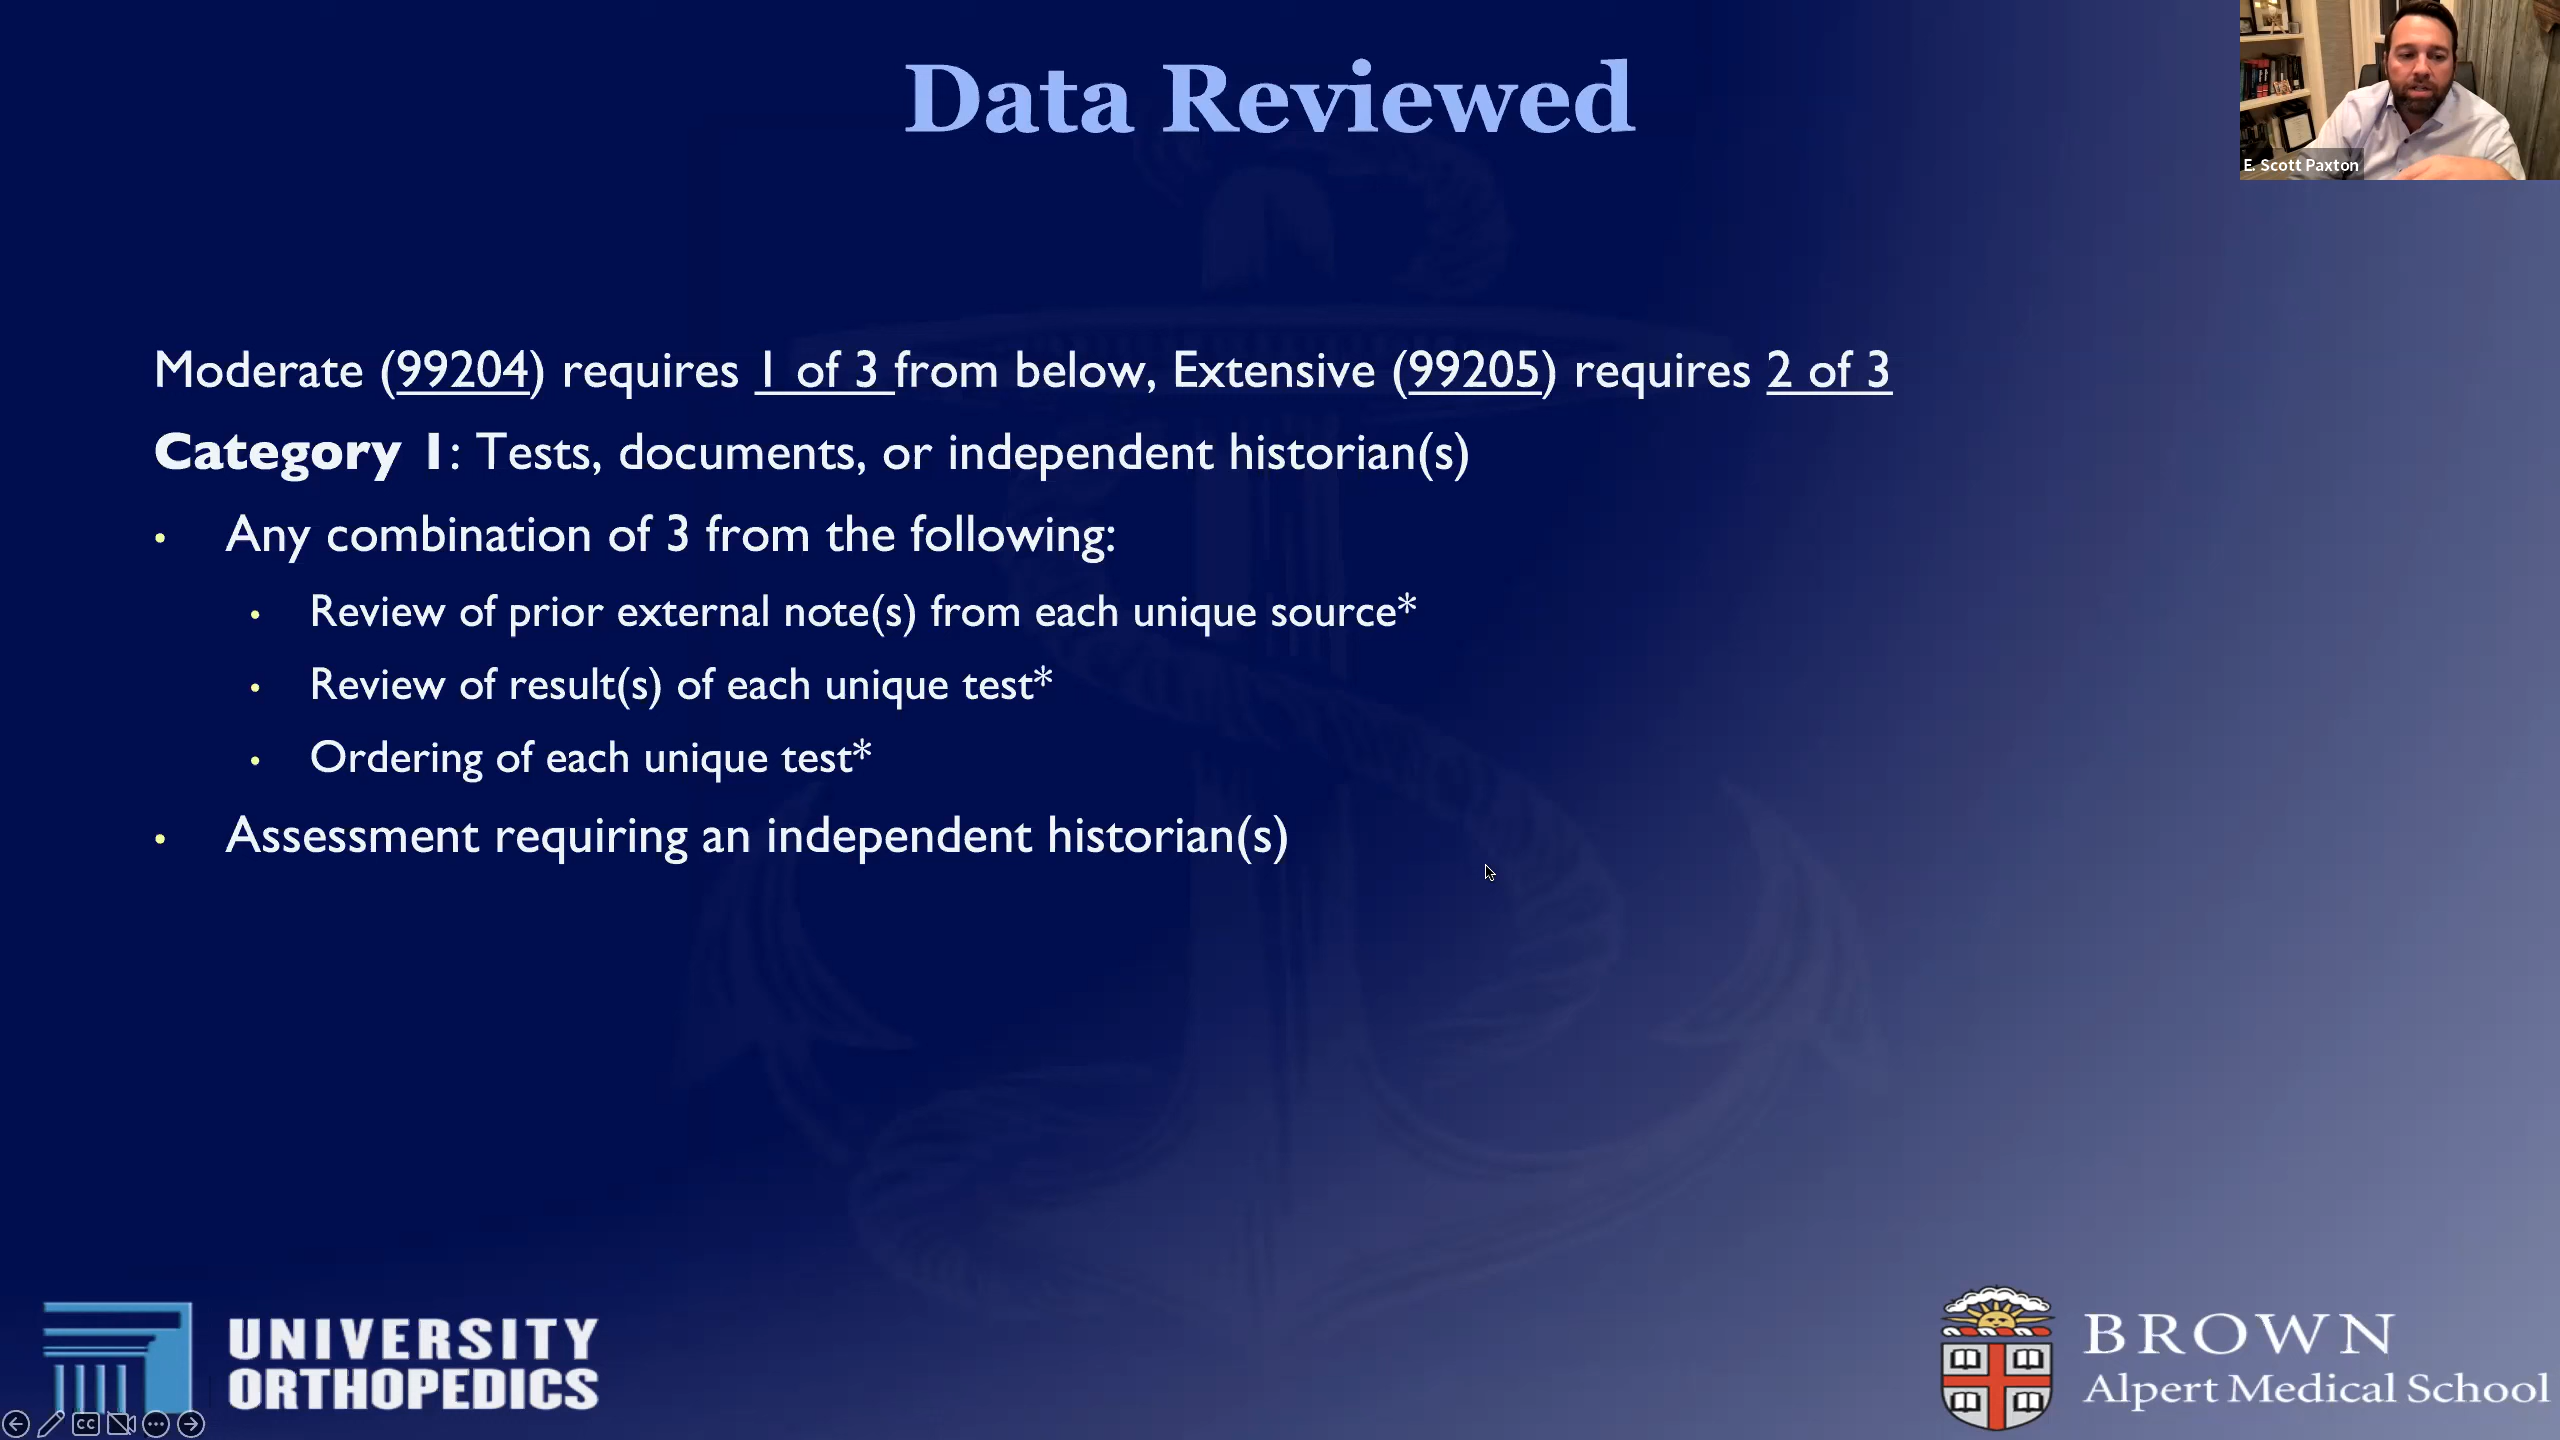 Data Reviewed
E. Scott Paxton
Moderate (99204) requires 1 of 3 from below, Extensive (99205) requires 2 of 3
Category 1: Tests, documents, or independent historian(s)
• Any combination of 3 from the following:
• Review of prior external note(s) from each unique source*
• Review of result(s) of each unique test*
• Ordering of each unique test*
• Assessment requiring an independent historian(s)
UNIVERSITY
ORTHOPEDICS
CC
BROWN
Alpert Medical School